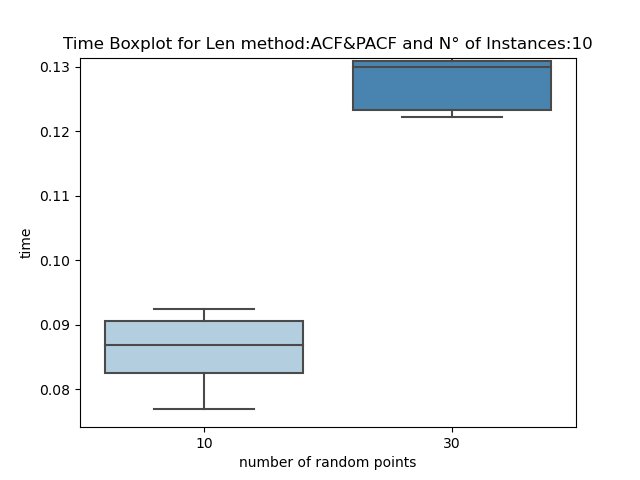 Time Boxplot for Len method:ACF&PACF and N° of Instances:10
0.13
0.12
0.11
0.10
0.09
0.08
time
10 30
number of random points